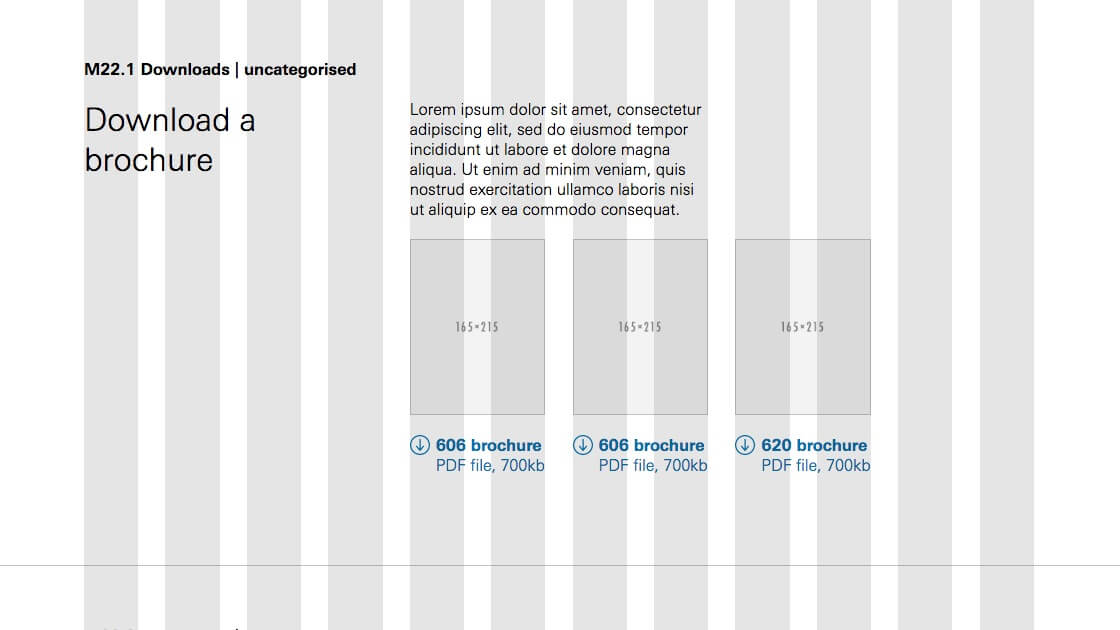 M22.1 Downloads | uncategorised
Download a
brochure
Lorem ipsum dolor sit amet, consectetur
adipiscing elit, sed do eiusmod tempor
incididunt ut labore et dolore magna
aliqua. Ut enim ad minim veniam, quis
nostrud exercitation ullamco laboris nisi
ut aliquip ex ea commodo consequat.
165×215
165×215
165×215
606 brochure
PDF file, 700kb
606 brochure
PDF file, 700kb
620 brochure
PDF file, 700kb